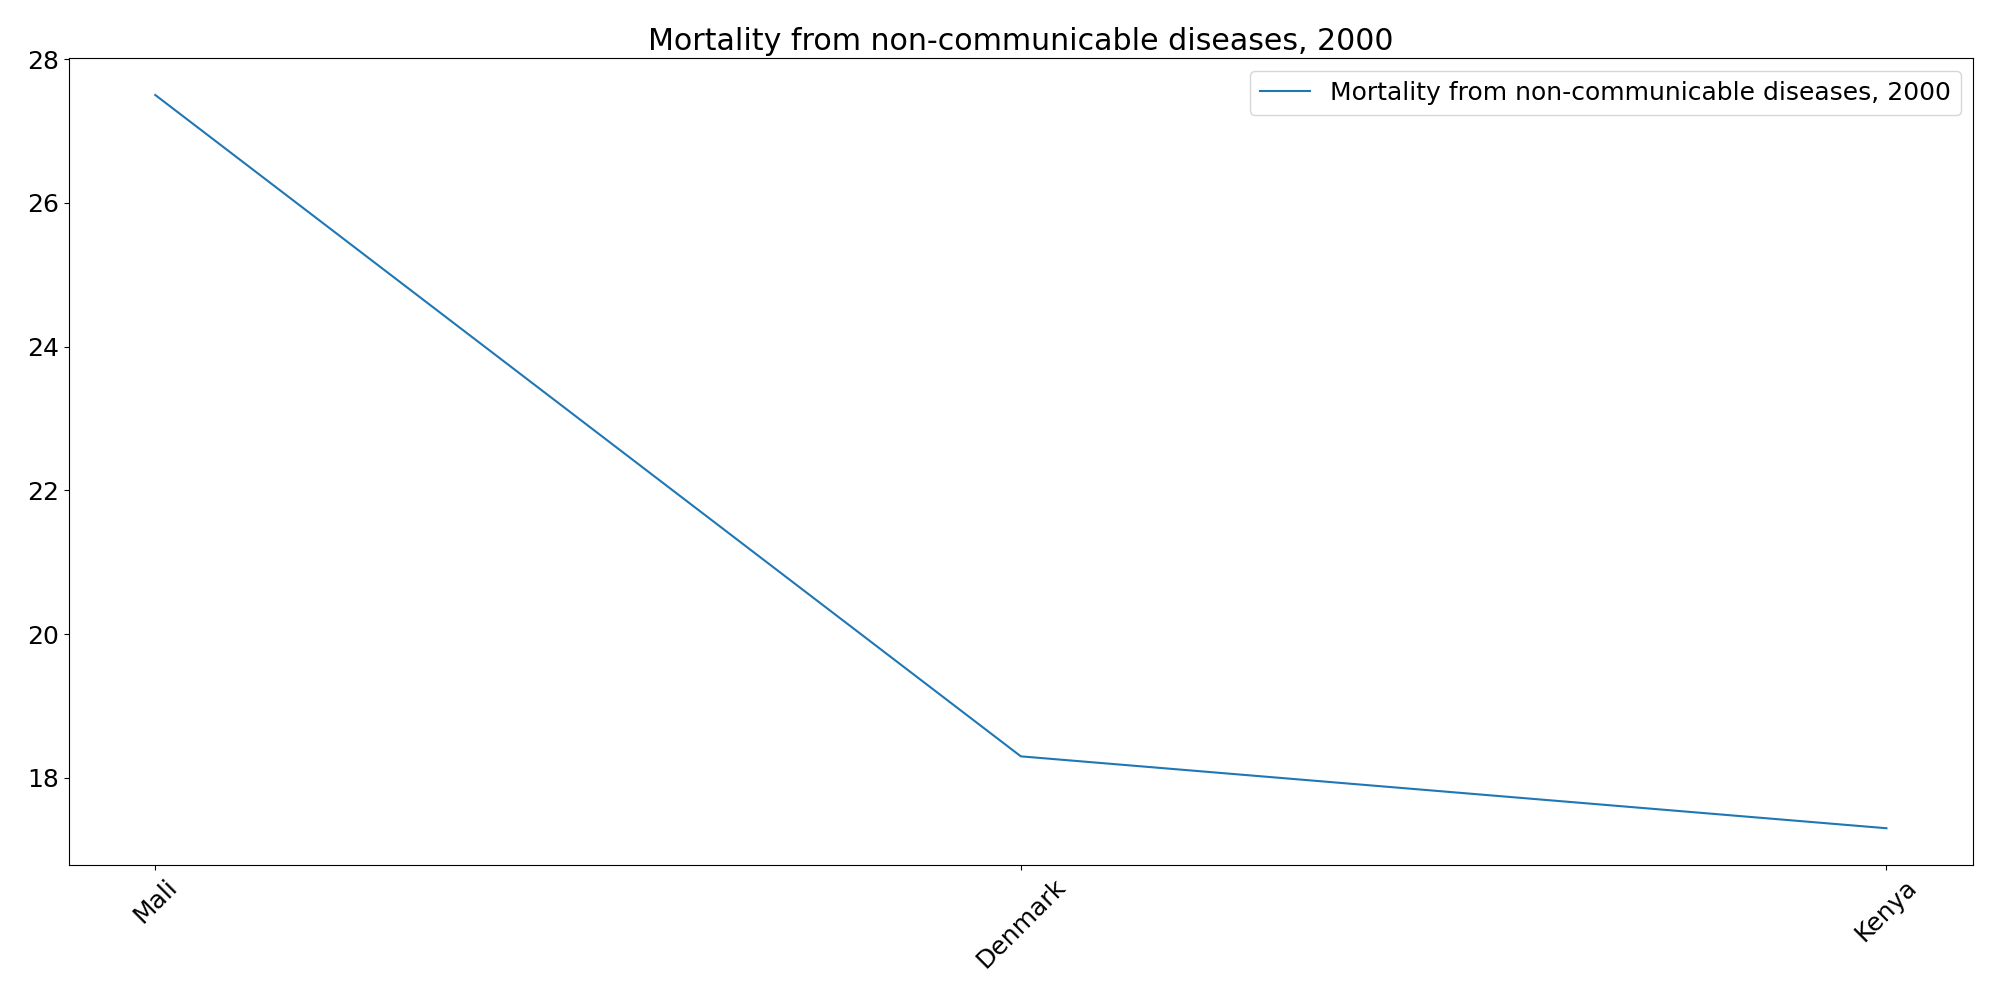 Mortality from non-communicable diseases, 2000
Mortality from non-communicable diseases, 2000
28
26
24
22
20
18
Mali
Denmark
Kenya